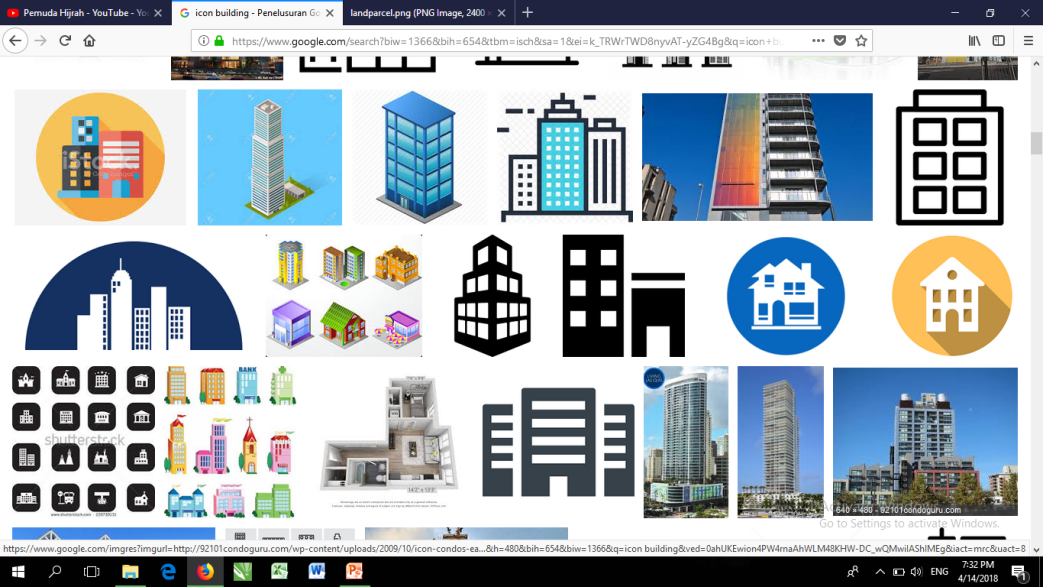 Pemuda Hijrah - YouTube - Yo
icon building - Penelusuran Go
landparcel.png (PNG Image, 2400
https://www.google.com/search?biw=1366&bih=654&tbm=isch&sa=1&ei=k_TRWrTWD8nyvAT-yZG4Bg&q=icon+bu
iStock
BANK
shutterstock
640 × 480 - 92101condoguru.com
Go to Settings to activate Windows.
https://www.google.com/imgres?imgurl=http://92101condoguru.com/wp-content/uploads/2009/10/icon-condos-ea...&h=480&bih=654&biw=1366&q=icon building&ved=0ahUKEwion4PW4rnaAhWLM48KHW-DC_wQMwiIAShIMEg&iact=mrc&uact=8
ENG
7:32 PM
4/14/2018